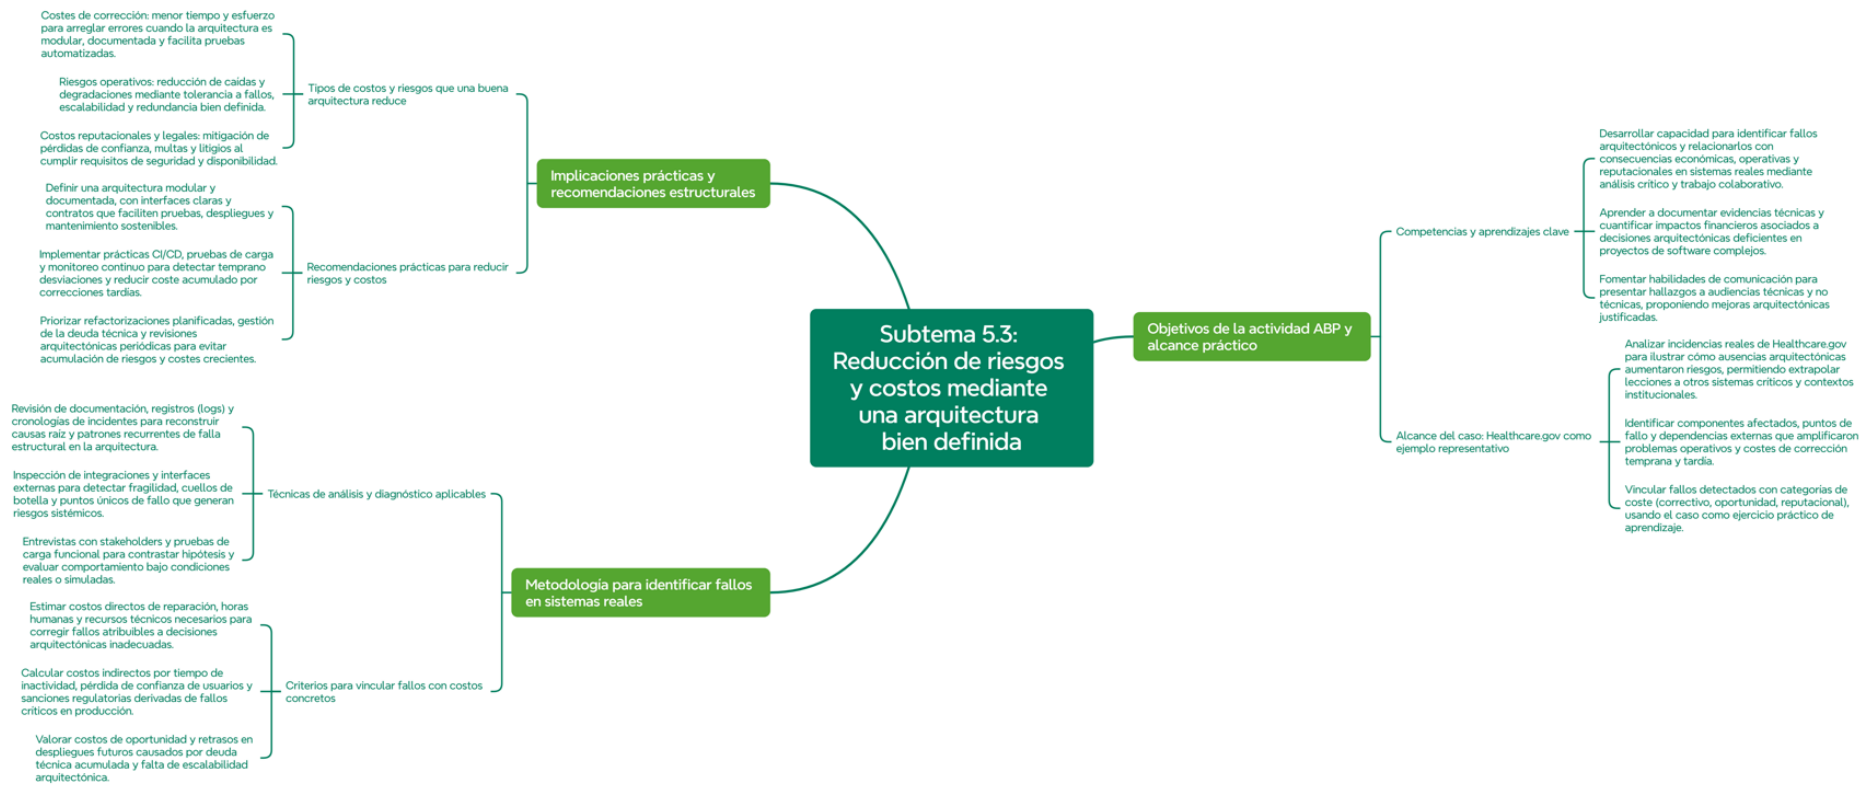 Subtema 5.3:
Reducción de riesgos
y costos mediante
una arquitectura
bien definida
Objetivos de la actividad ABP y
alcance práctico
Competencias y aprendizajes clave
Desarrollar capacidad para identificar fallos
arquitectónicos y relacionarlos con
consecuencias económicas, operativas y
reputacionales en sistemas reales mediante
análisis crítico y trabajo colaborativo.
Aprender a documentar evidencias técnicas y
cuantificar impactos financieros asociados a
decisiones arquitectónicas deficientes en
proyectos de software complejos.
Fomentar habilidades de comunicación para
presentar hallazgos a audiencias técnicas y no
técnicas, proponiendo mejoras arquitectónicas
justificadas.
Alcance del caso: Healthcare.gov como
ejemplo representativo
Analizar incidencias reales de Healthcare.gov
para ilustrar cómo ausencias arquitectónicas
aumentaron riesgos, permitiendo extrapolar
lecciones a otros sistemas críticos y contextos
institucionales.
Identificar componentes afectados, puntos de
fallo y dependencias externas que amplificaron
problemas operativos y costes de corrección
temprana y tardía.
Vincular fallos detectados con categorías de
coste (correctivo, oportunidad, reputacional),
usando el caso como ejercicio práctico de
aprendizaje.
Metodología para identificar fallos
en sistemas reales
Técnicas de análisis y diagnóstico aplicables
Revisión de documentación, registros (logs) y
cronologías de incidentes para reconstruir
causas raíz y patrones recurrentes de falla
estructural en la arquitectura.
Inspección de integraciones y interfaces
externas para detectar fragilidad, cuellos de
botella y puntos únicos de fallo que generan
riesgos sistémicos.
Entrevistas con stakeholders y pruebas de
carga funcional para contrastar hipótesis y
evaluar comportamiento bajo condiciones
reales o simuladas.
Criterios para vincular fallos con costos
concretos
Estimar costos directos de reparación, horas
humanas y recursos técnicos necesarios para
corregir fallos atribuibles a decisiones
arquitectónicas inadecuadas.
Calcular costos indirectos por tiempo de
inactividad, pérdida de confianza de usuarios y
sanciones regulatorias derivadas de fallos
críticos en producción.
Valorar costos de oportunidad y retrasos en
despliegues futuros causados por deuda
técnica acumulada y falta de escalabilidad
arquitectónica.
Implicaciones prácticas y
recomendaciones estructurales
Tipos de costos y riesgos que una buena
arquitectura reduce
Costes de corrección: menor tiempo y esfuerzo
para arreglar errores cuando la arquitectura es
modular, documentada y facilita pruebas
automatizadas.
Riesgos operativos: reducción de caídas y
degradaciones mediante tolerancia a fallos,
escalabilidad y redundancia bien definida.
Costos reputacionales y legales: mitigación de
pérdidas de confianza, multas y litigios al
cumplir requisitos de seguridad y disponibilidad.
Recomendaciones prácticas para reducir
riesgos y costos
Definir una arquitectura modular y
documentada, con interfaces claras y
contratos que faciliten pruebas, despliegues y
mantenimiento sostenibles.
Implementar prácticas CI/CD, pruebas de carga
y monitoreo continuo para detectar temprano
desviaciones y reducir coste acumulado por
correcciones tardías.
Priorizar refactorizaciones planificadas, gestión
de la deuda técnica y revisiones
arquitectónicas periódicas para evitar
acumulación de riesgos y costes crecientes.